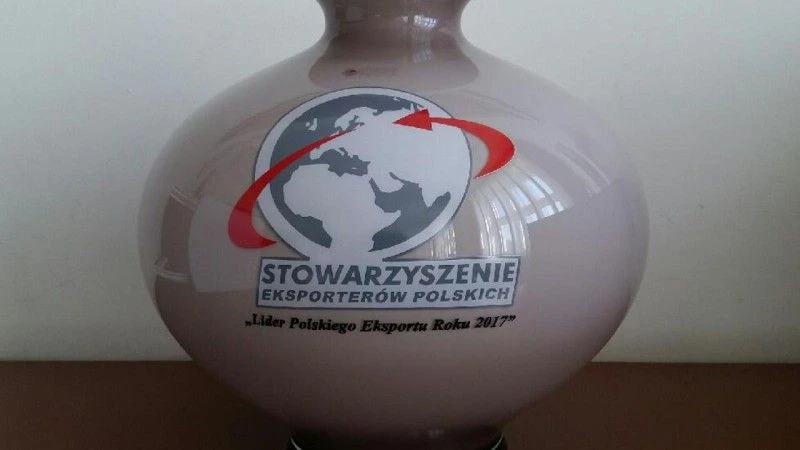 STOWARZYSZENIE
EKSPORTERÓW POLSKICH
„Lider Polskiego Eksportu Roku 2017”